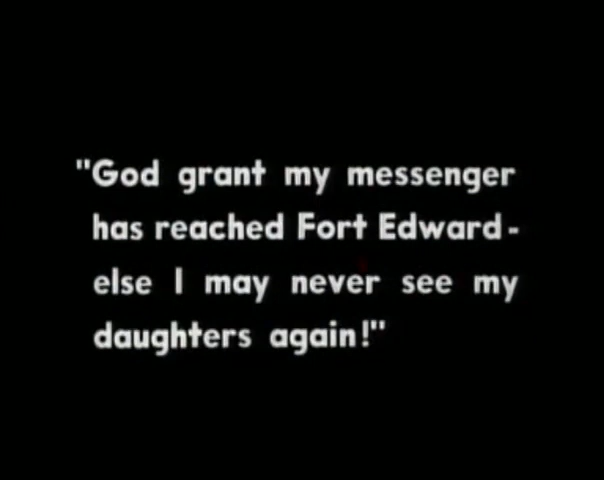 "God grant my messenger
has reached Fort Edward-
else I may never see my
daughters again!"